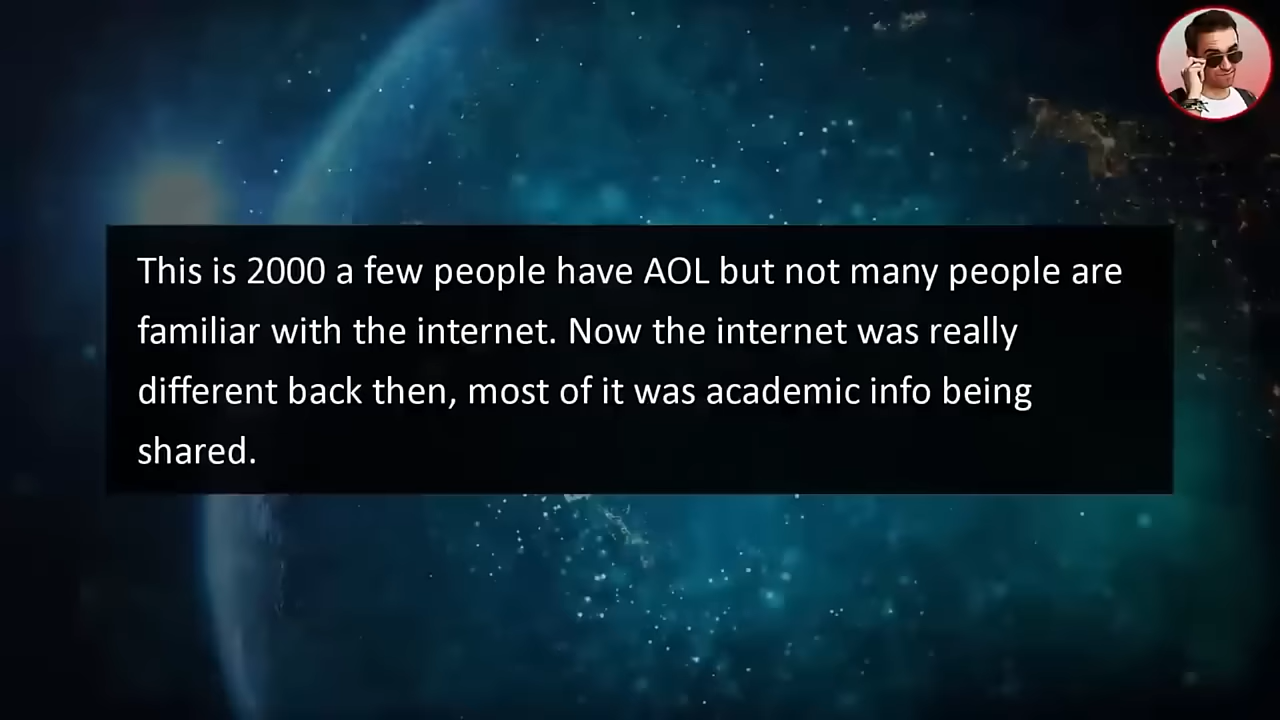 This is 2000 a few people have AOL but not many people are
familiar with the internet. Now the internet was really
different back then, most of it was academic info being
shared.